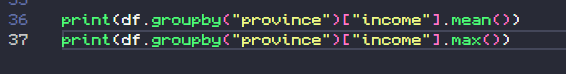 36 print(df.groupby("province")["income"].mean())
37 print(df.groupby("province")["income"].max())